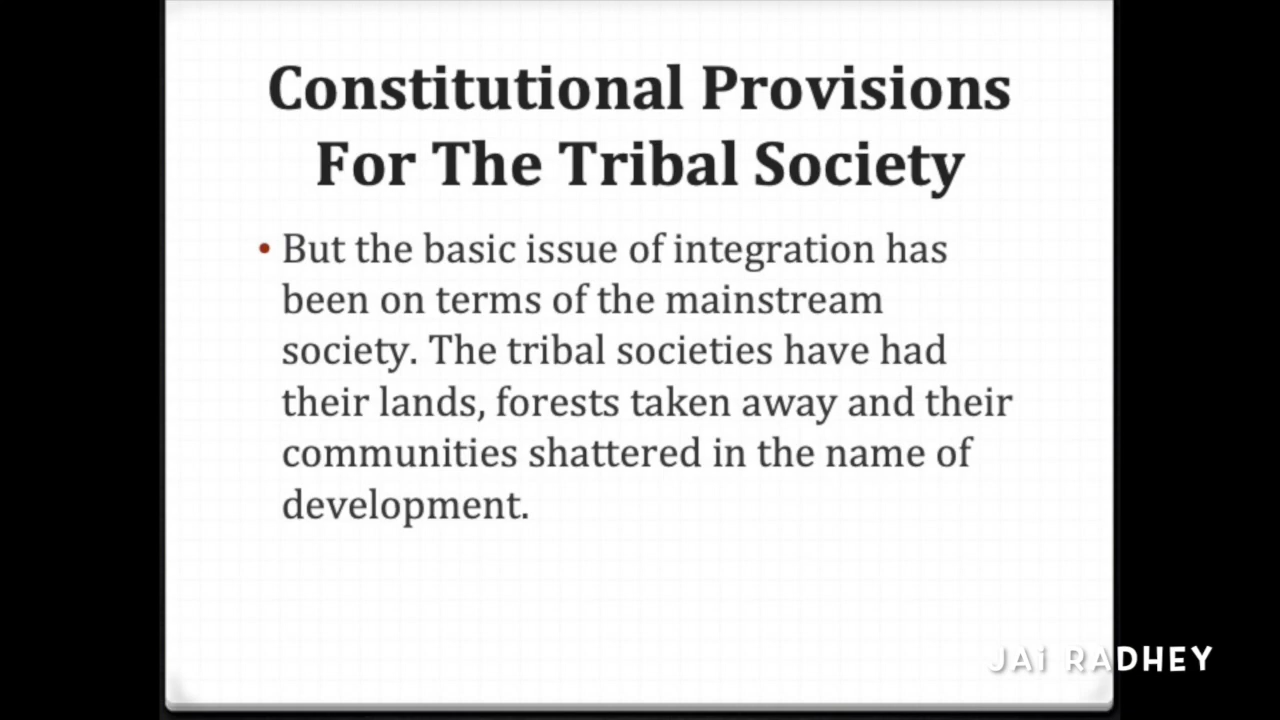 Constitutional Provisions
For The Tribal Society
• But the basic issue of integration has
been on terms of the mainstream
society. The tribal societies have had
their lands, forests taken away and their
communities shattered in the name of
development.
JAi RADHEY